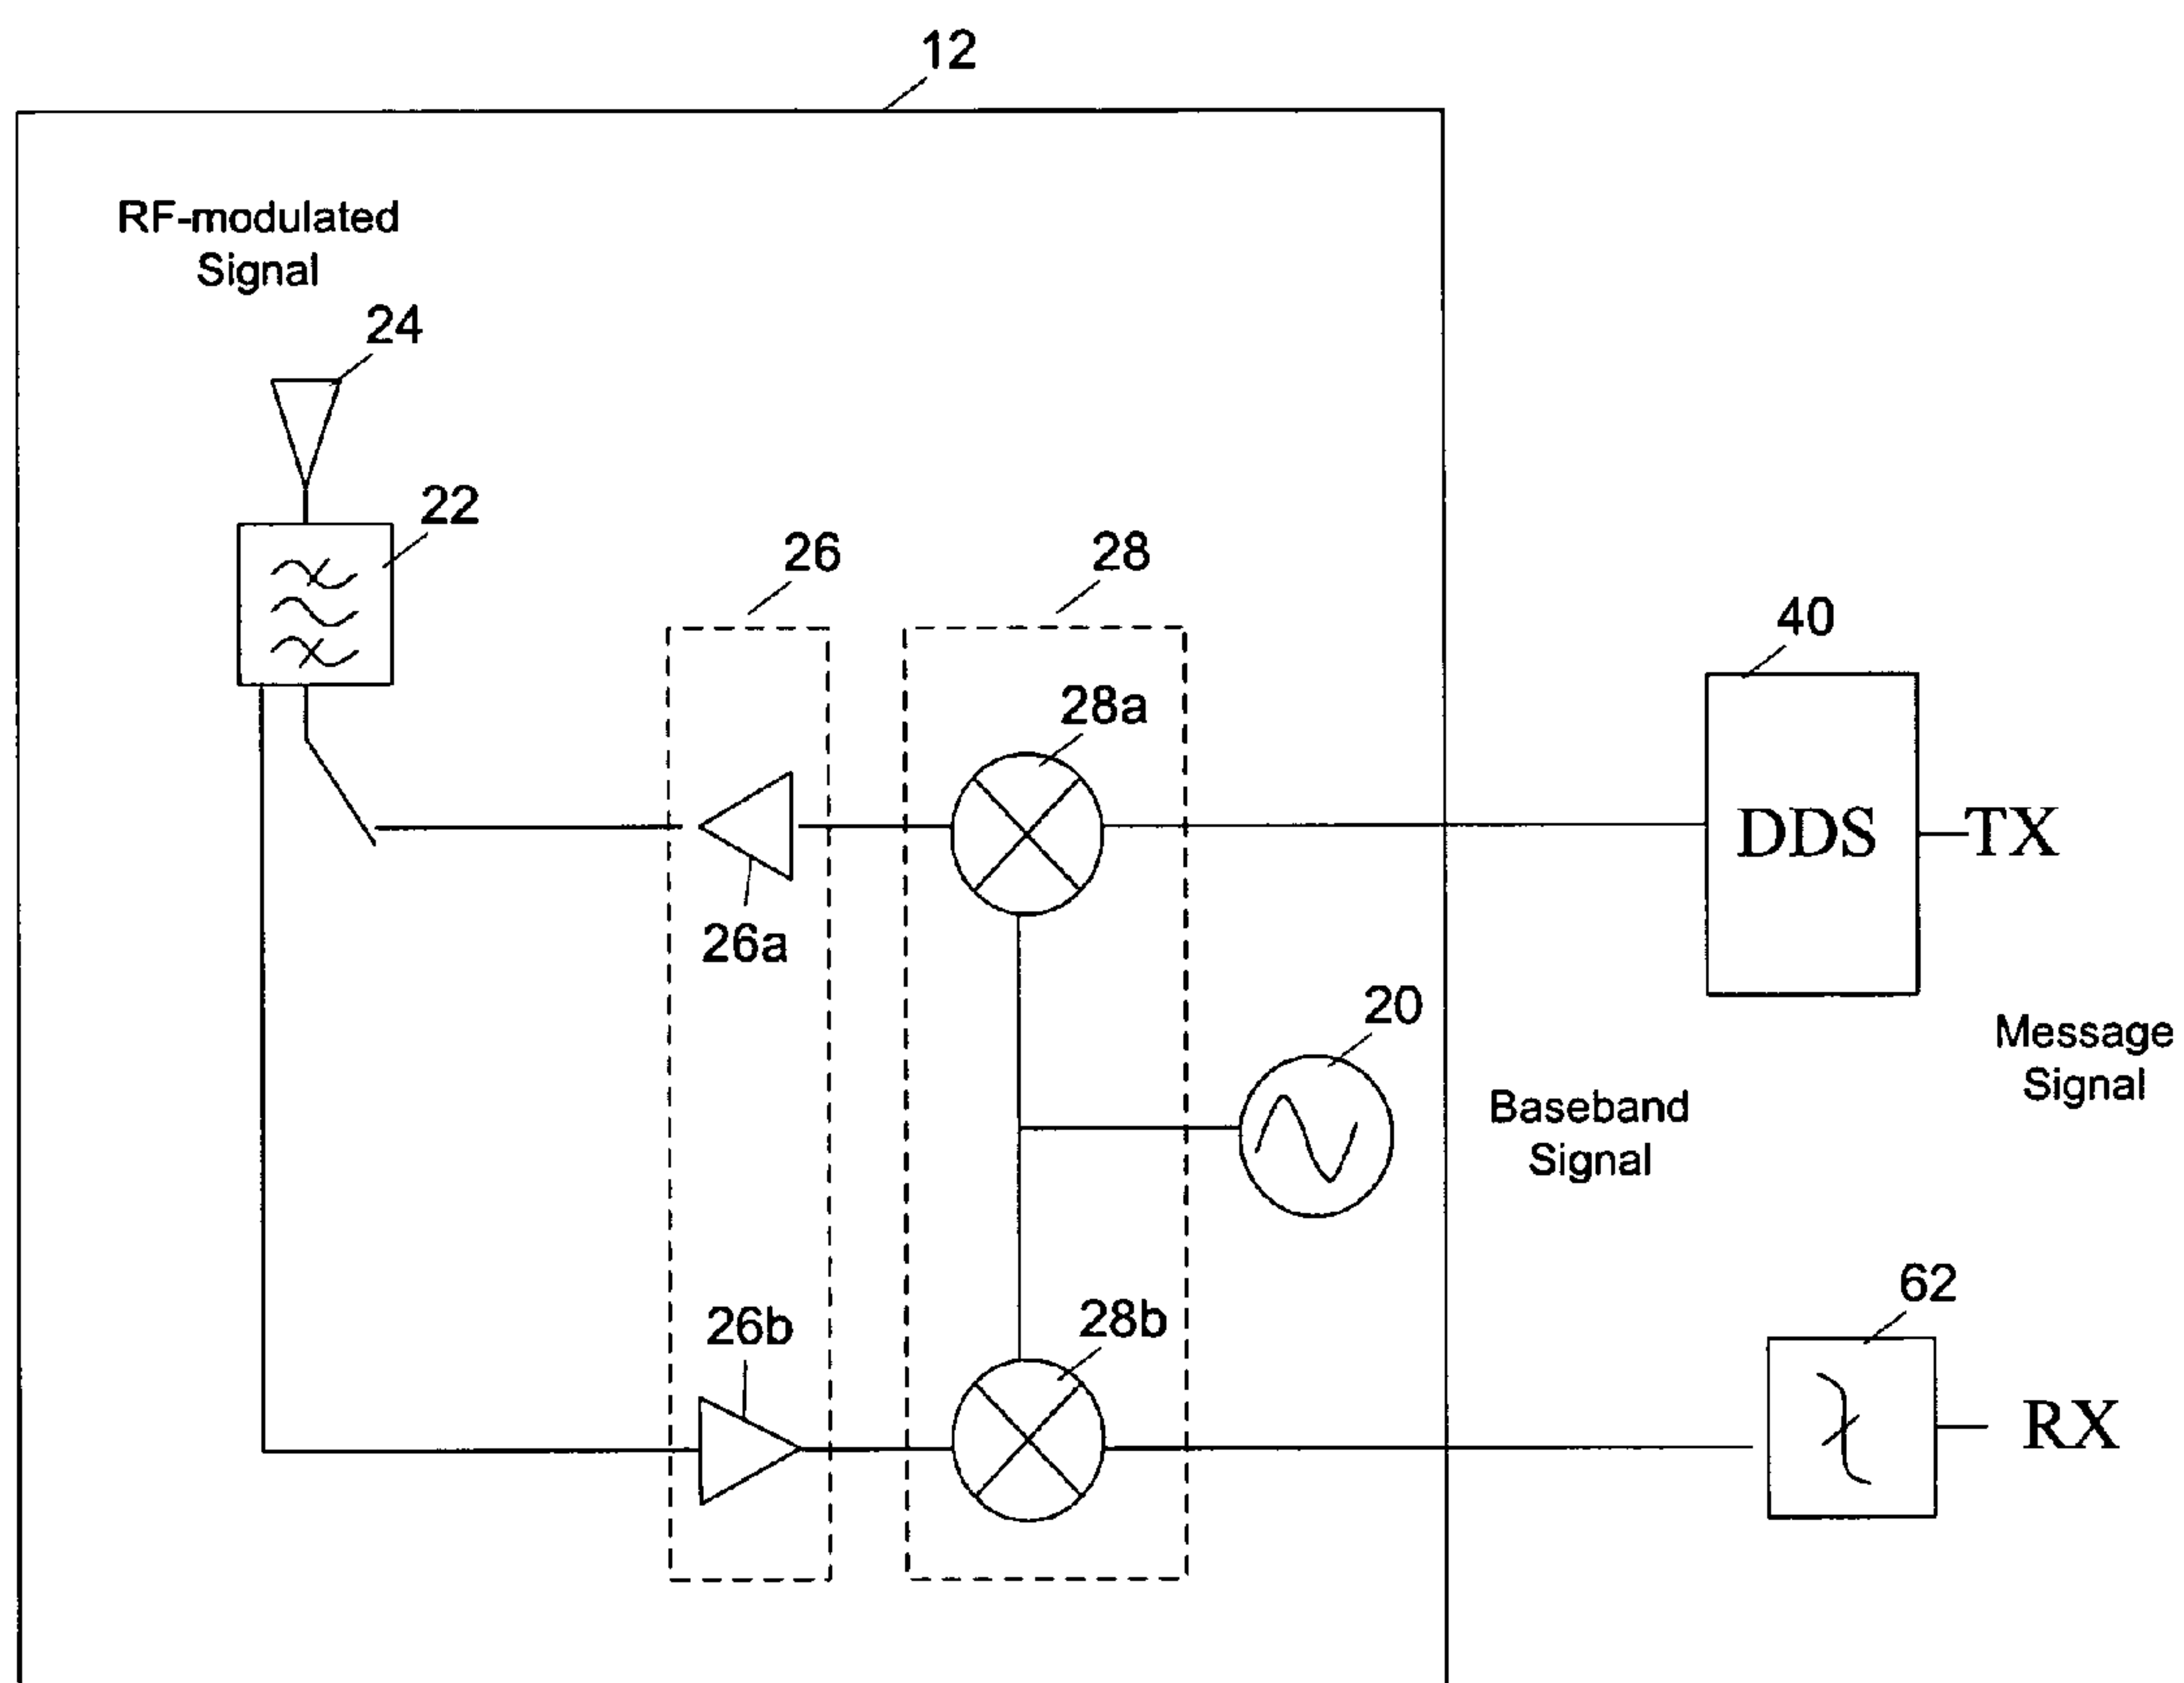 12
RF-modulated
Signal
24
22
26
28
40
28a
DDS
TX
26a
20
Message
Signal
Baseband
Signal
62
26b
28b
RX